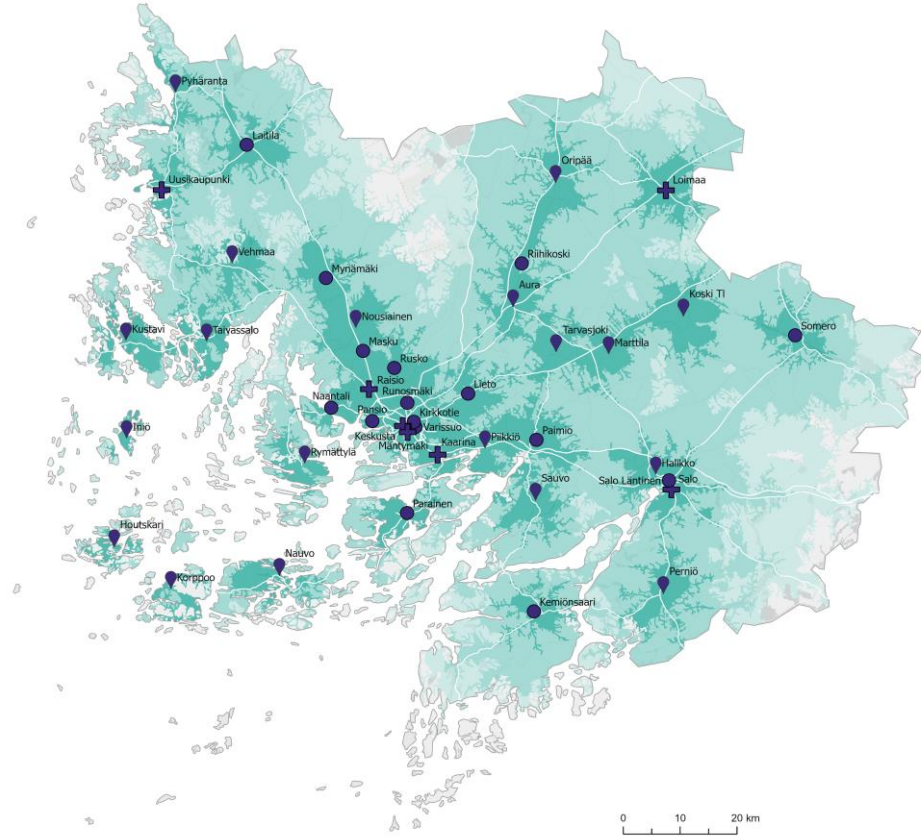 Pyhäranta
Laitila
Oripää
Uusikaupunki
Loimaa
Vehmaa
Riihikoski
Mynämäki
Aura
Koski Tl
Nousiainen
Kustavi
Taivassalo
Somero
Tarvasjoki
Marttila
Masku
Rusko
Raisio
Lieto
Runosmäki
Naantali
Pansio
Kirkkotie
Iniö
Keskusta
Varissuo
Mäntymäki
Kaarina
Piikkiö
Paimio
Rymättylä
Halikko
Salo Läntinen
Salo
Sauvo
Parainen
Houtskari
Nauvo
Korppoo
Perniö
Kemiönsaari
0 10 20 km